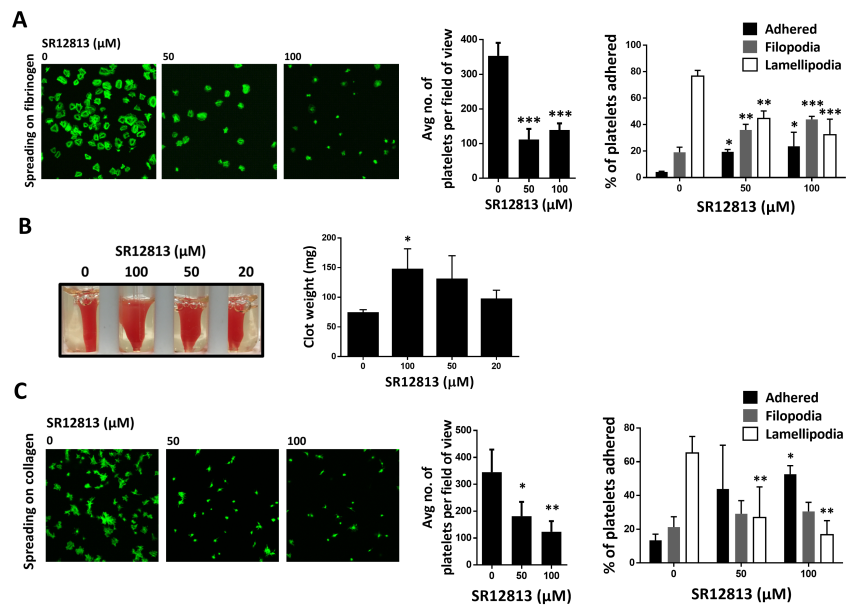 A
SR12813 (µM)
0
50
100
Spreading on fibrinogen
Avg no. of
platelets per field of view
400
300
200
100
0
***
***
0
50
100
SR12813 (µM)
Adhered
Filopodia
Lamellipodia
% of platelets adhered
100
80
60
40
20
0
*
**
**
*
***
***
0
50
100
SR12813 (µM)
B
SR12813 (µM)
0
100
50
20
Clot weight (mg)
200
150
100
50
0
*
0
100
50
20
SR12813 (µM)
C
SR12813 (µM)
0
50
100
Spreading on collagen
Avg no. of
platelets per field of view
500
400
300
200
100
0
*
**
0
50
100
SR12813 (µM)
Adhered
Filopodia
Lamellipodia
% of platelets adhered
80
60
40
20
0
**
*
**
0
50
100
SR12813 (µM)